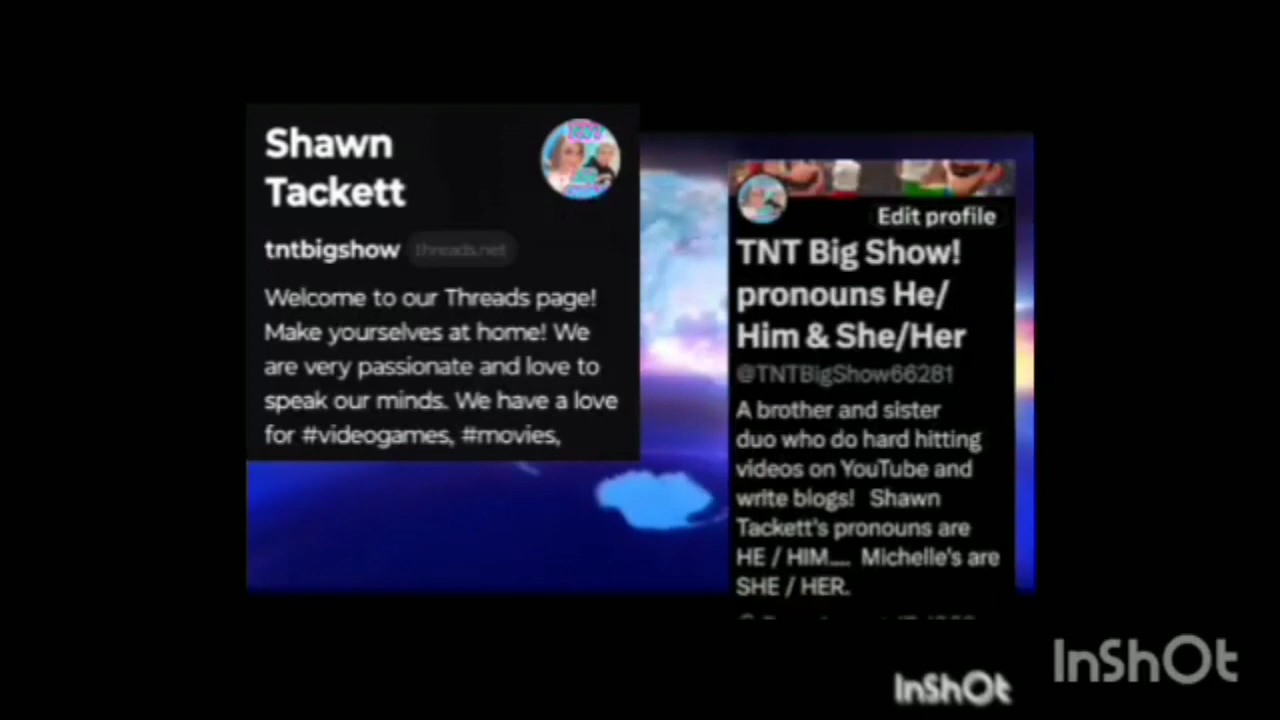 Shawn
Tackett
tntbigshow threads.net
Welcome to our Threads page!
Make yourselves at home! We
are very passionate and love to
speak our minds. We have a love
for #videogames, #movies,
Edit profile
TNT Big Show!
pronouns He/
Him & She/Her
@TNTBigShow66281
A brother and sister
duo who do hard hitting
videos on YouTube and
write blogs! Shawn
Tackett's pronouns are
HE / HIM.... Michelle's are
SHE / HER.
InShOt
InShOt